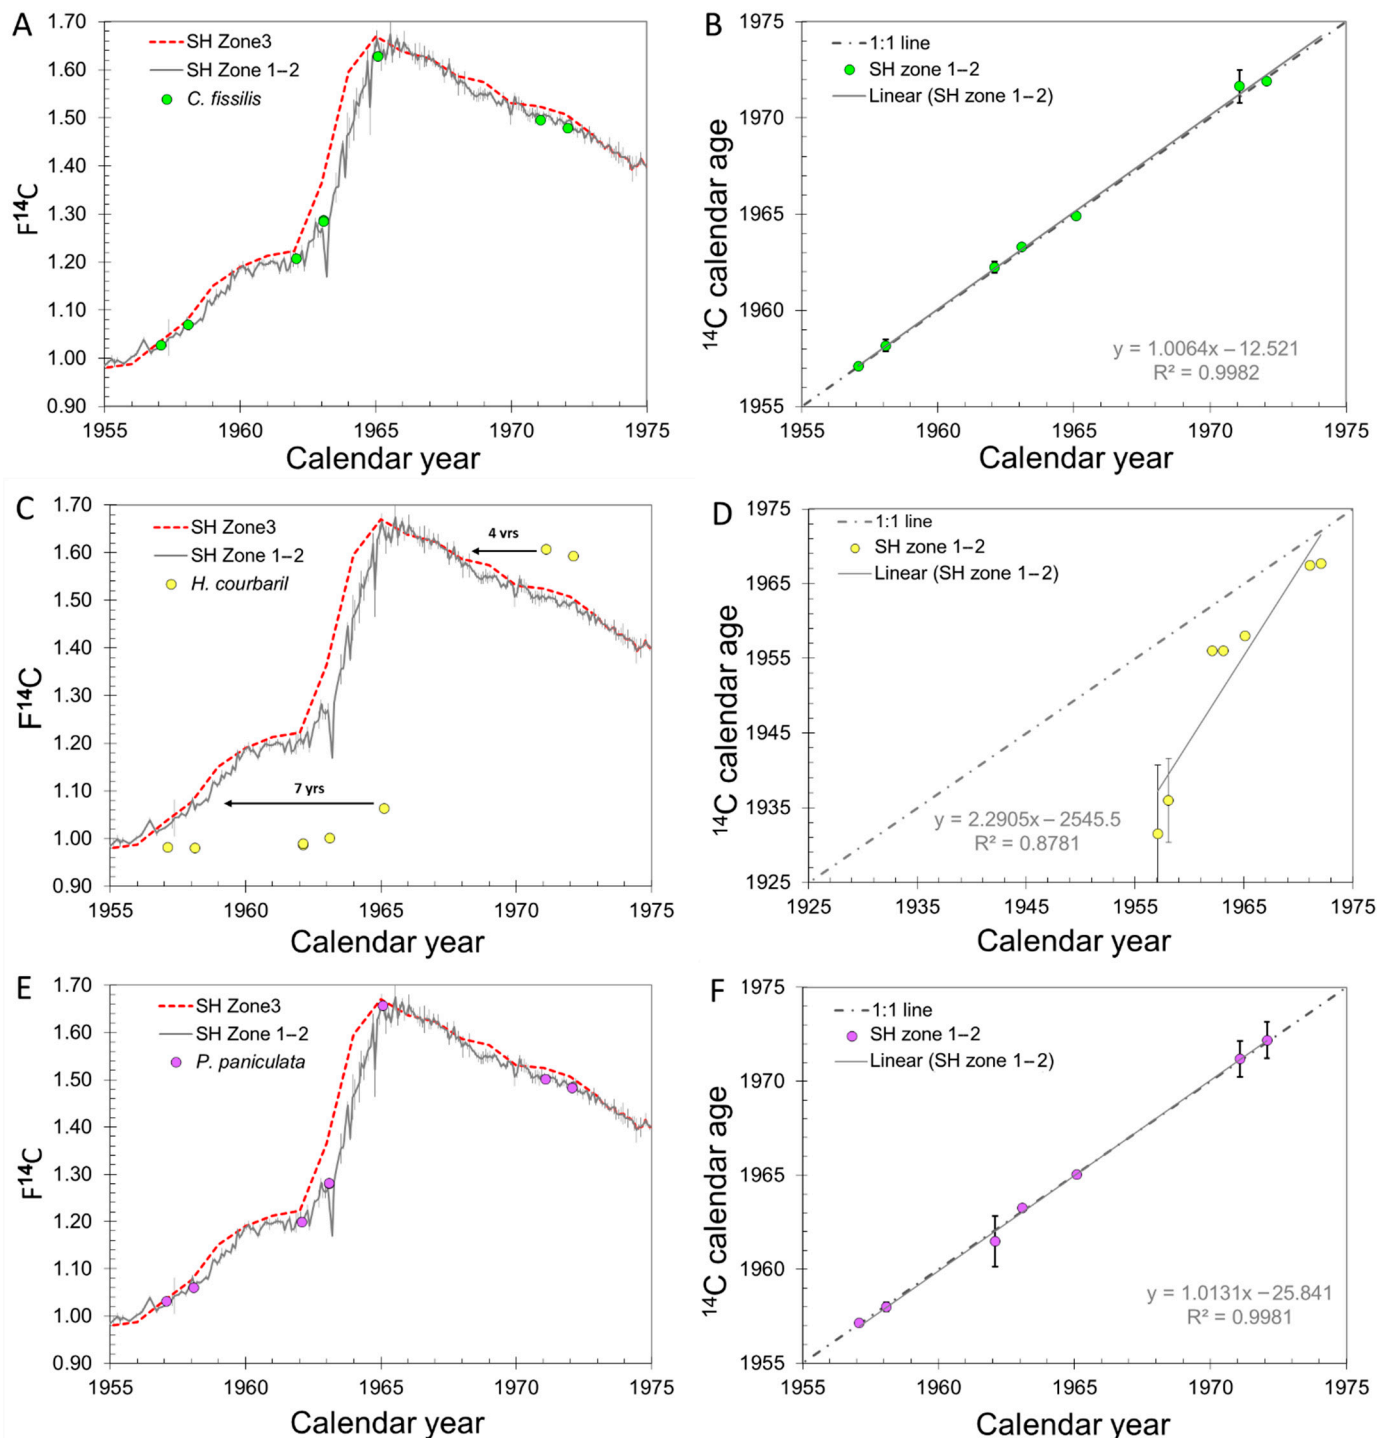 A
1.70
1.60
1.50
1.40
1.30
1.20
1.10
1.00
0.90
F¹⁴C
SH Zone3
SH Zone 1–2
C. fissilis
1955 1960 1965 1970 1975
Calendar year
B
1975
1970
1965
1960
1955
¹⁴C calendar age
1:1 line
SH zone 1–2
Linear (SH zone 1–2)
y = 1.0064x – 12.521
R² = 0.9982
1955 1960 1965 1970 1975
Calendar year
C
1.70
1.60
1.50
1.40
1.30
1.20
1.10
1.00
0.90
F¹⁴C
SH Zone3
SH Zone 1–2
H. courbaril
4 yrs
7 yrs
1955 1960 1965 1970 1975
Calendar year
D
1975
1965
1955
1945
1935
1925
¹⁴C calendar age
1:1 line
SH zone 1–2
Linear (SH zone 1–2)
y = 2.2905x – 2545.5
R² = 0.8781
1925 1935 1945 1955 1965 1975
Calendar year
E
1.70
1.60
1.50
1.40
1.30
1.20
1.10
1.00
0.90
F¹⁴C
SH Zone3
SH Zone 1–2
P. paniculata
1955 1960 1965 1970 1975
Calendar year
F
1975
1970
1965
1960
1955
¹⁴C calendar age
1:1 line
SH zone 1–2
Linear (SH zone 1–2)
y = 1.0131x – 25.841
R² = 0.9981
1955 1960 1965 1970 1975
Calendar year